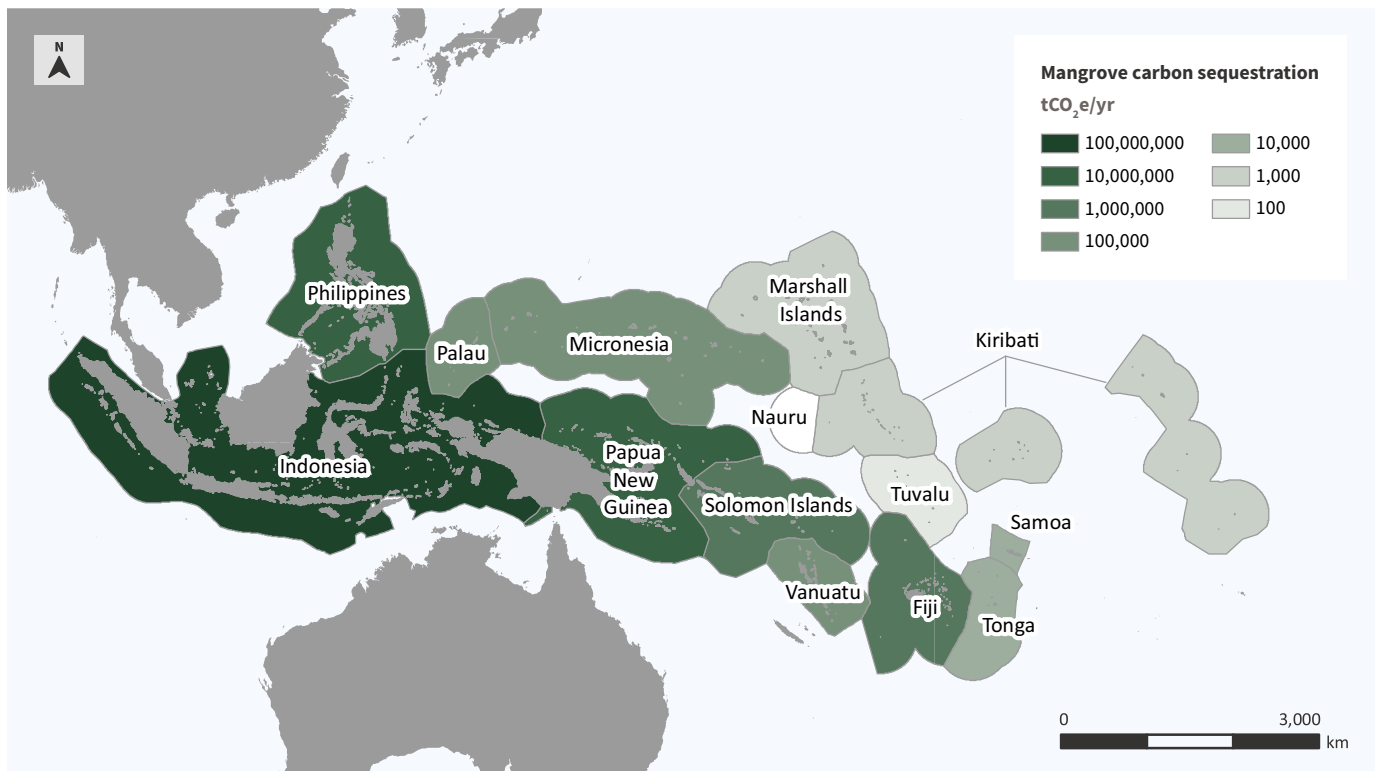 N
Mangrove carbon sequestration
tCO₂e/yr
100,000,000
10,000,000
1,000,000
100,000
10,000
1,000
100
Philippines
Marshall
Islands
Palau
Micronesia
Kiribati
Nauru
Indonesia
Papua
New
Guinea
Solomon Islands
Tuvalu
Samoa
Vanuatu
Fiji
Tonga
0
3,000
km